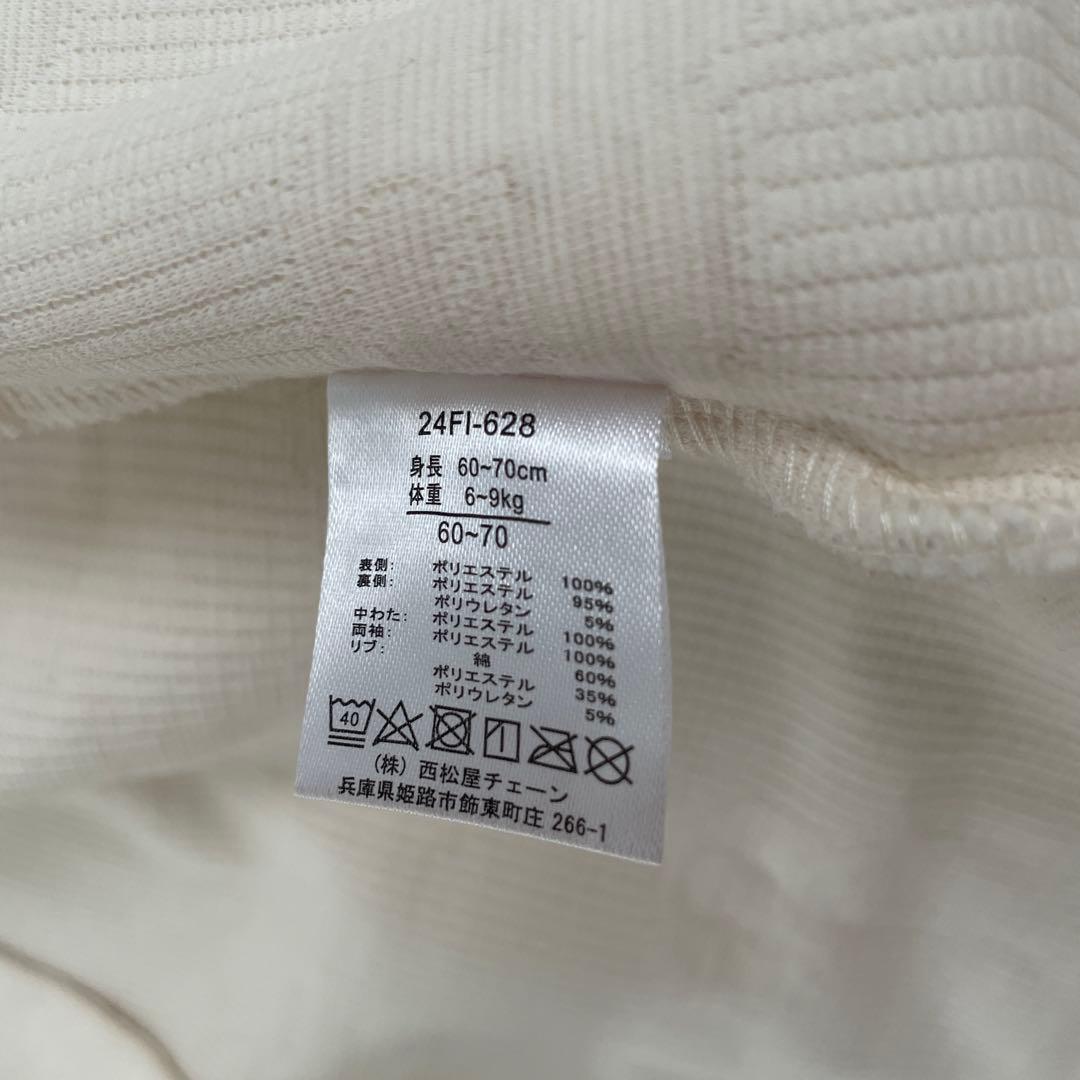 24FI-628
身長 60~70cm
体重 6~9kg
60~70
表側: ポリエステル 100%
裏側: ポリエステル 95%
ポリウレタン 5%
中わた: ポリエステル 100%
両袖: ポリエステル 100%
リブ: 綿 60%
ポリエステル 35%
ポリウレタン 5%
40
(株) 西松屋チェーン
兵庫県姫路市飾東町庄 266-1